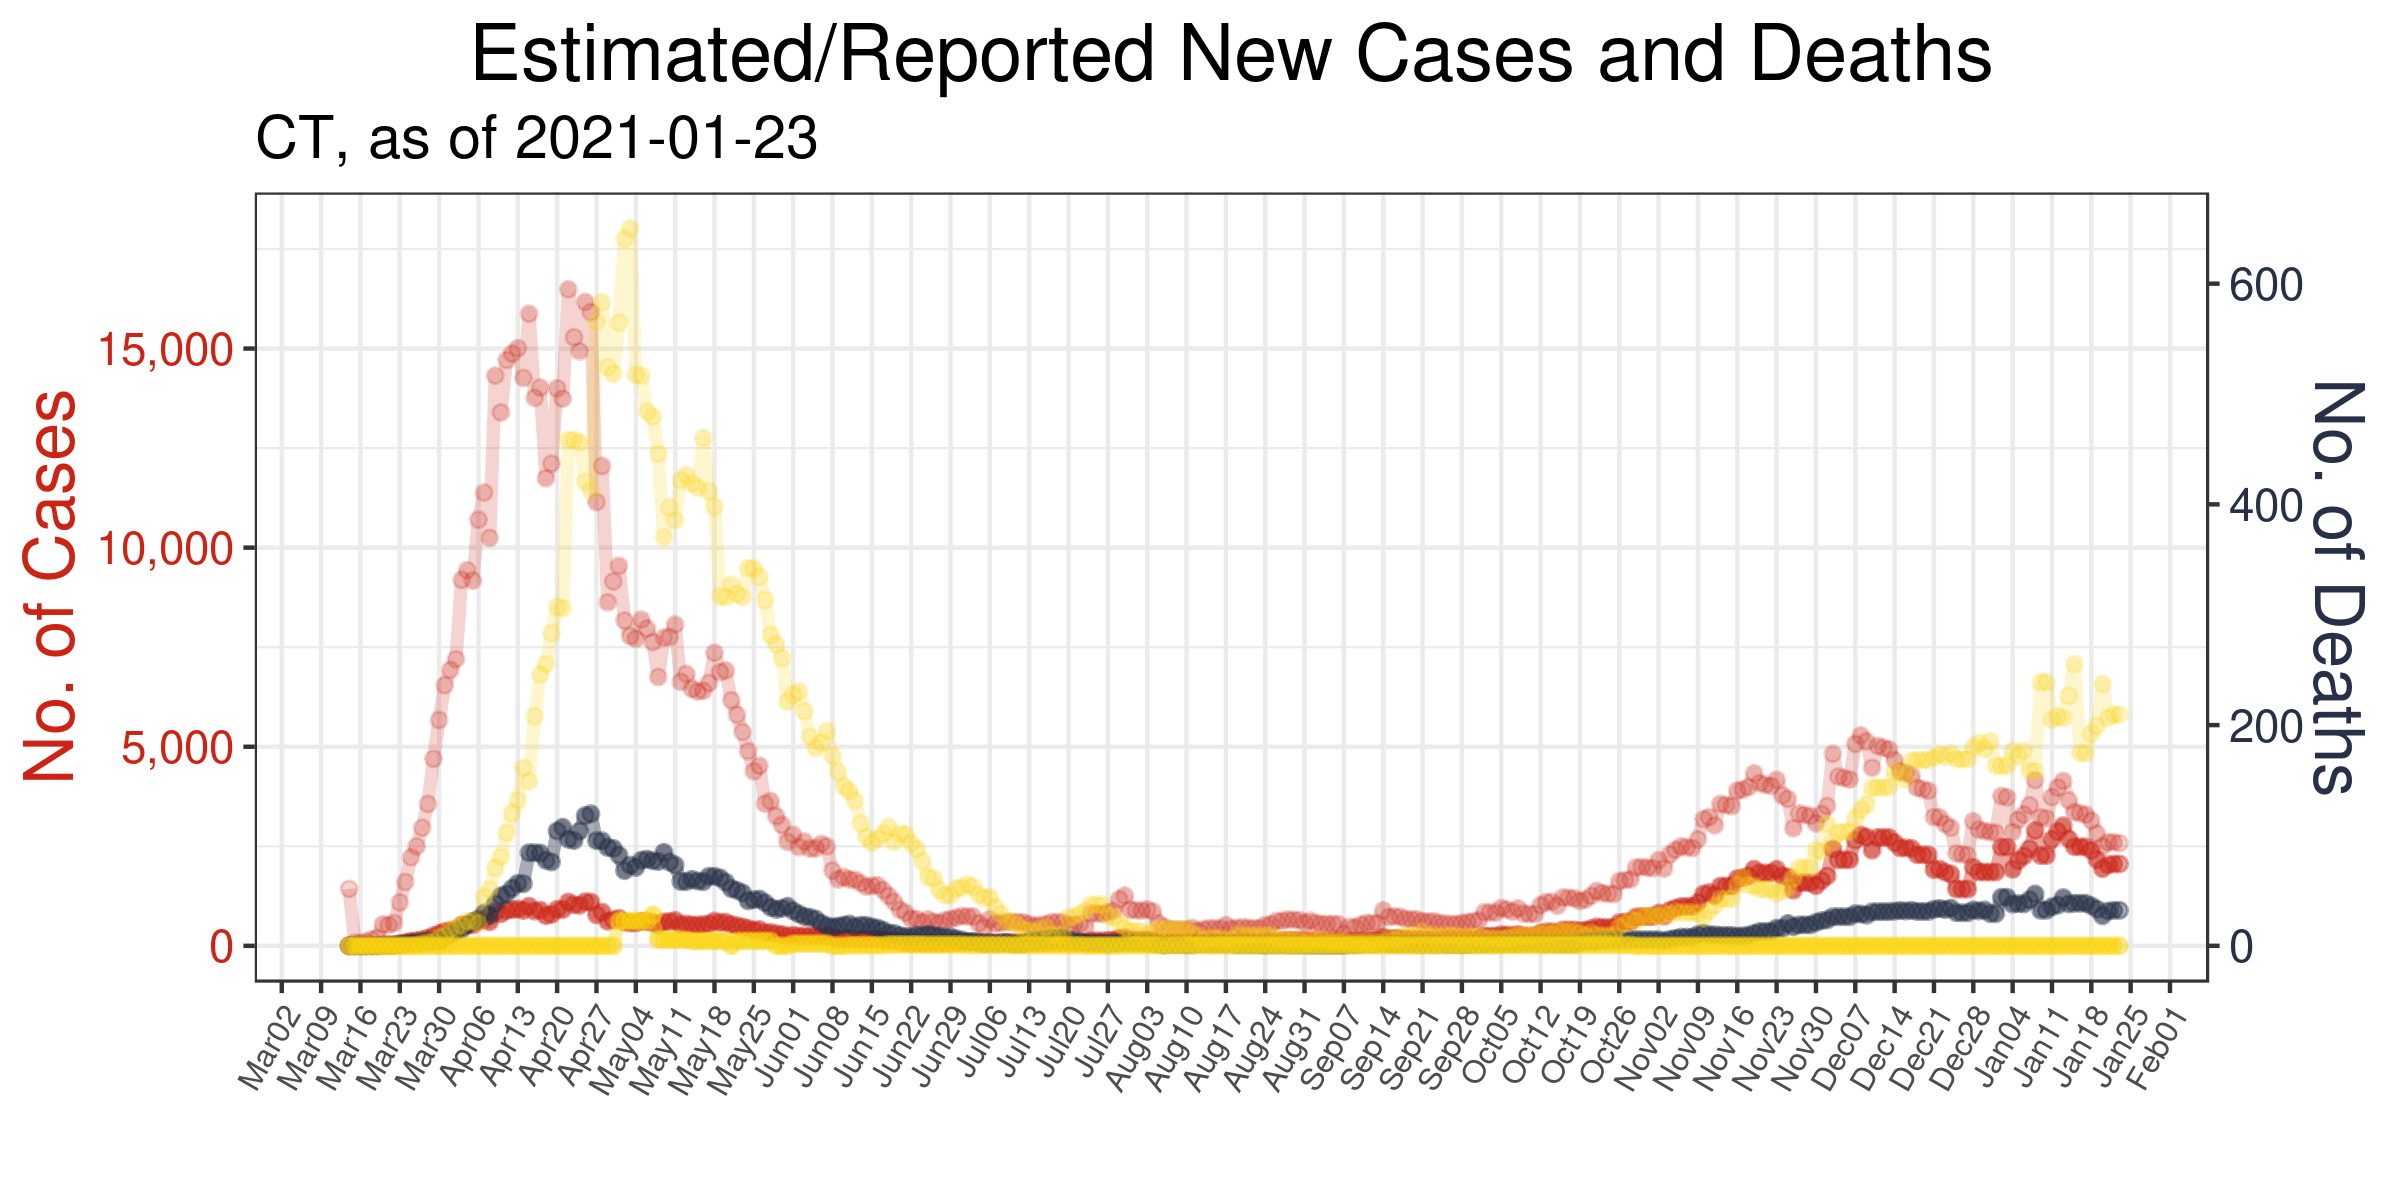 Estimated/Reported New Cases and Deaths
CT, as of 2021-01-23
No. of Cases
15,000
10,000
5,000
0
600
400
200
0
No. of Deaths
Mar02
Mar09
Mar16
Mar23
Mar30
Apr06
Apr13
Apr20
Apr27
May04
May11
May18
May25
Jun01
Jun08
Jun15
Jun22
Jun29
Jul06
Jul13
Jul20
Jul27
Aug03
Aug10
Aug17
Aug24
Aug31
Sep07
Sep14
Sep21
Sep28
Oct05
Oct12
Oct19
Oct26
Nov02
Nov09
Nov16
Nov23
Nov30
Dec07
Dec14
Dec21
Dec28
Jan04
Jan11
Jan18
Jan25
Feb01